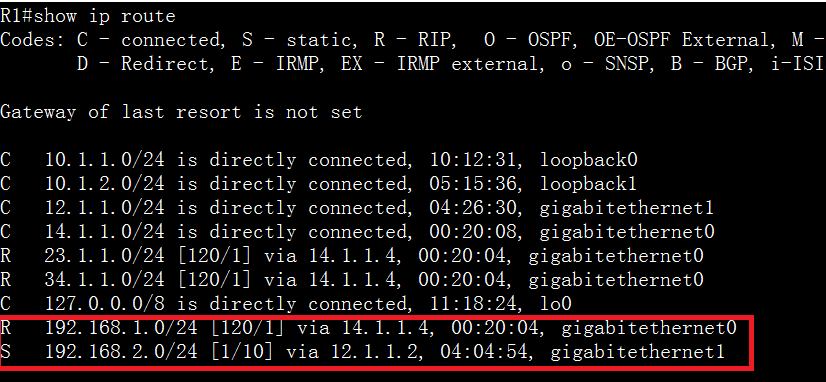 R1#show ip route
Codes: C - connected, S - static, R - RIP, O - OSPF, OE-OSPF External, M -
D - Redirect, E - IRMP, EX - IRMP external, o - SNSP, B - BGP, i-ISI
Gateway of last resort is not set
C 10.1.1.0/24 is directly connected, 10:12:31, loopback0
C 10.1.2.0/24 is directly connected, 05:15:36, loopback1
C 12.1.1.0/24 is directly connected, 04:26:30, gigabitethernet1
C 14.1.1.0/24 is directly connected, 00:20:08, gigabitethernet0
R 23.1.1.0/24 [120/1] via 14.1.1.4, 00:20:04, gigabitethernet0
R 34.1.1.0/24 [120/1] via 14.1.1.4, 00:20:04, gigabitethernet0
C 127.0.0.0/8 is directly connected, 11:18:24, lo0
R 192.168.1.0/24 [120/1] via 14.1.1.4, 00:20:04, gigabitethernet0
S 192.168.2.0/24 [1/10] via 12.1.1.2, 04:04:54, gigabitethernet1